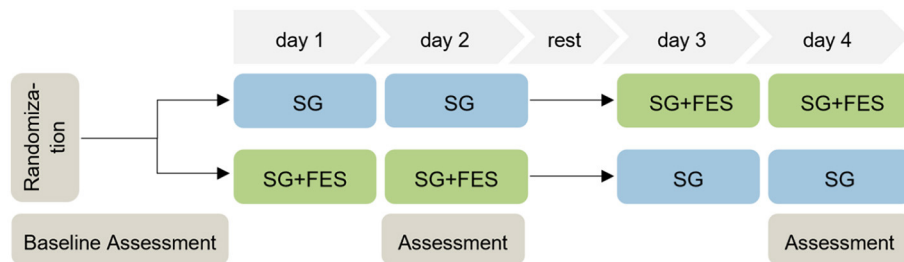 day 1 day 2 rest day 3 day 4
Randomiza-
tion
SG SG SG+FES SG+FES
SG+FES SG+FES SG SG
Baseline Assessment Assessment Assessment